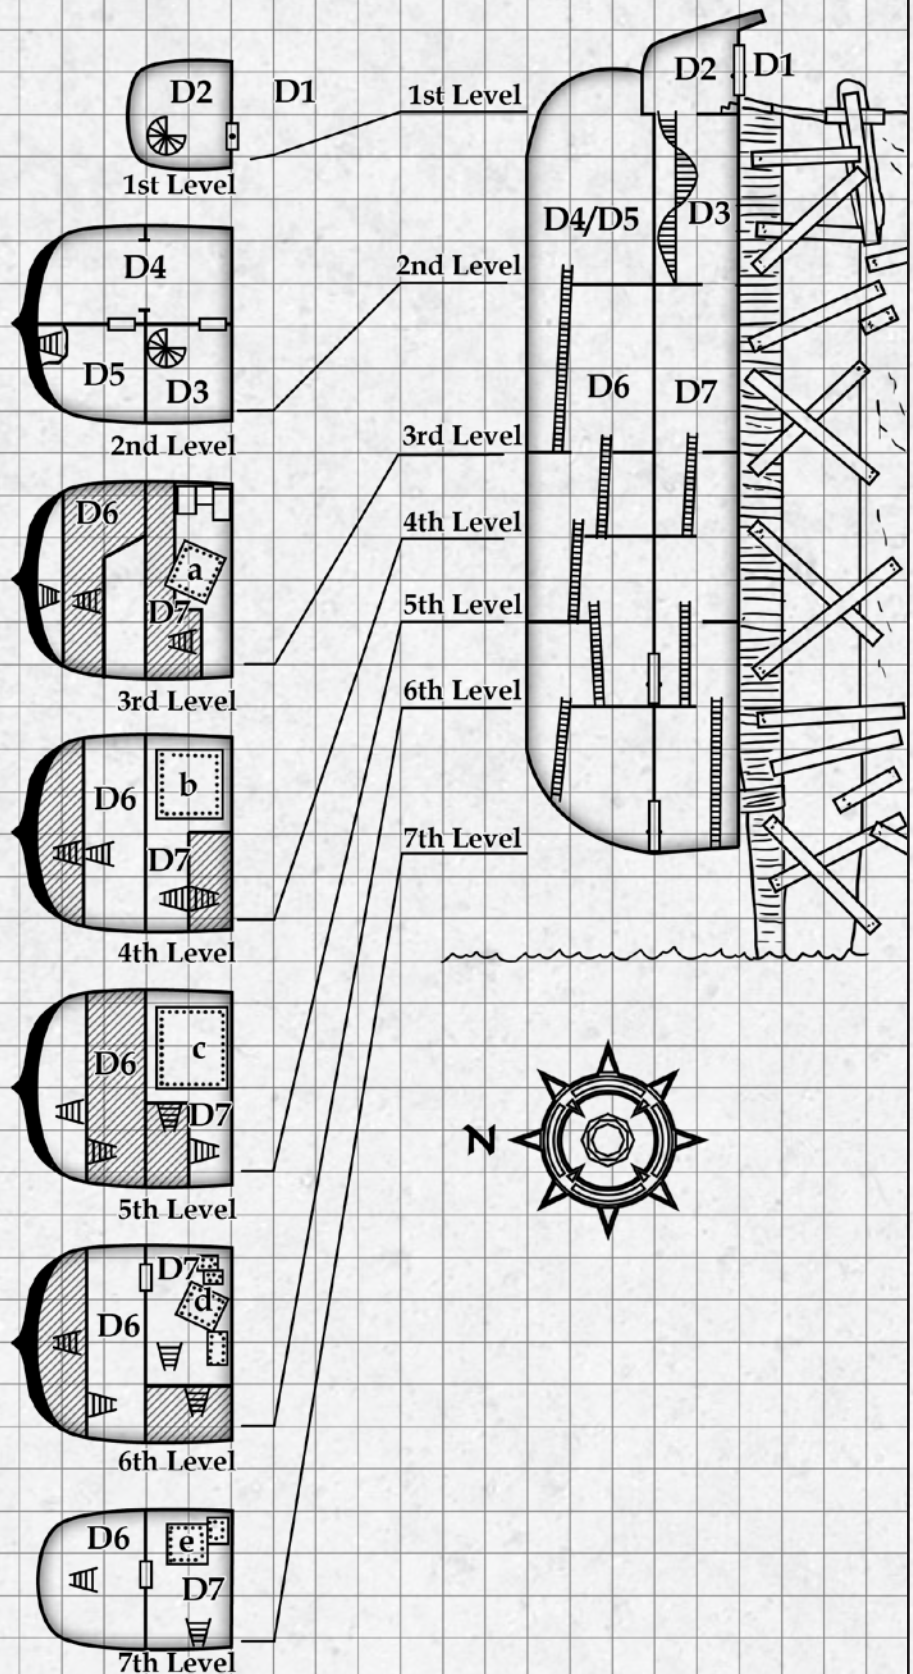 D2 D1
1st Level
D4
D5 D3
2nd Level
D6
a
D7
3rd Level
D6 b
D7
4th Level
D6 c
D7
5th Level
D7
d
D6
6th Level
D6 e
D7
7th Level
1st Level
2nd Level
3rd Level
4th Level
5th Level
6th Level
7th Level
D2 D1
D4/D5 D3
D6 D7
N